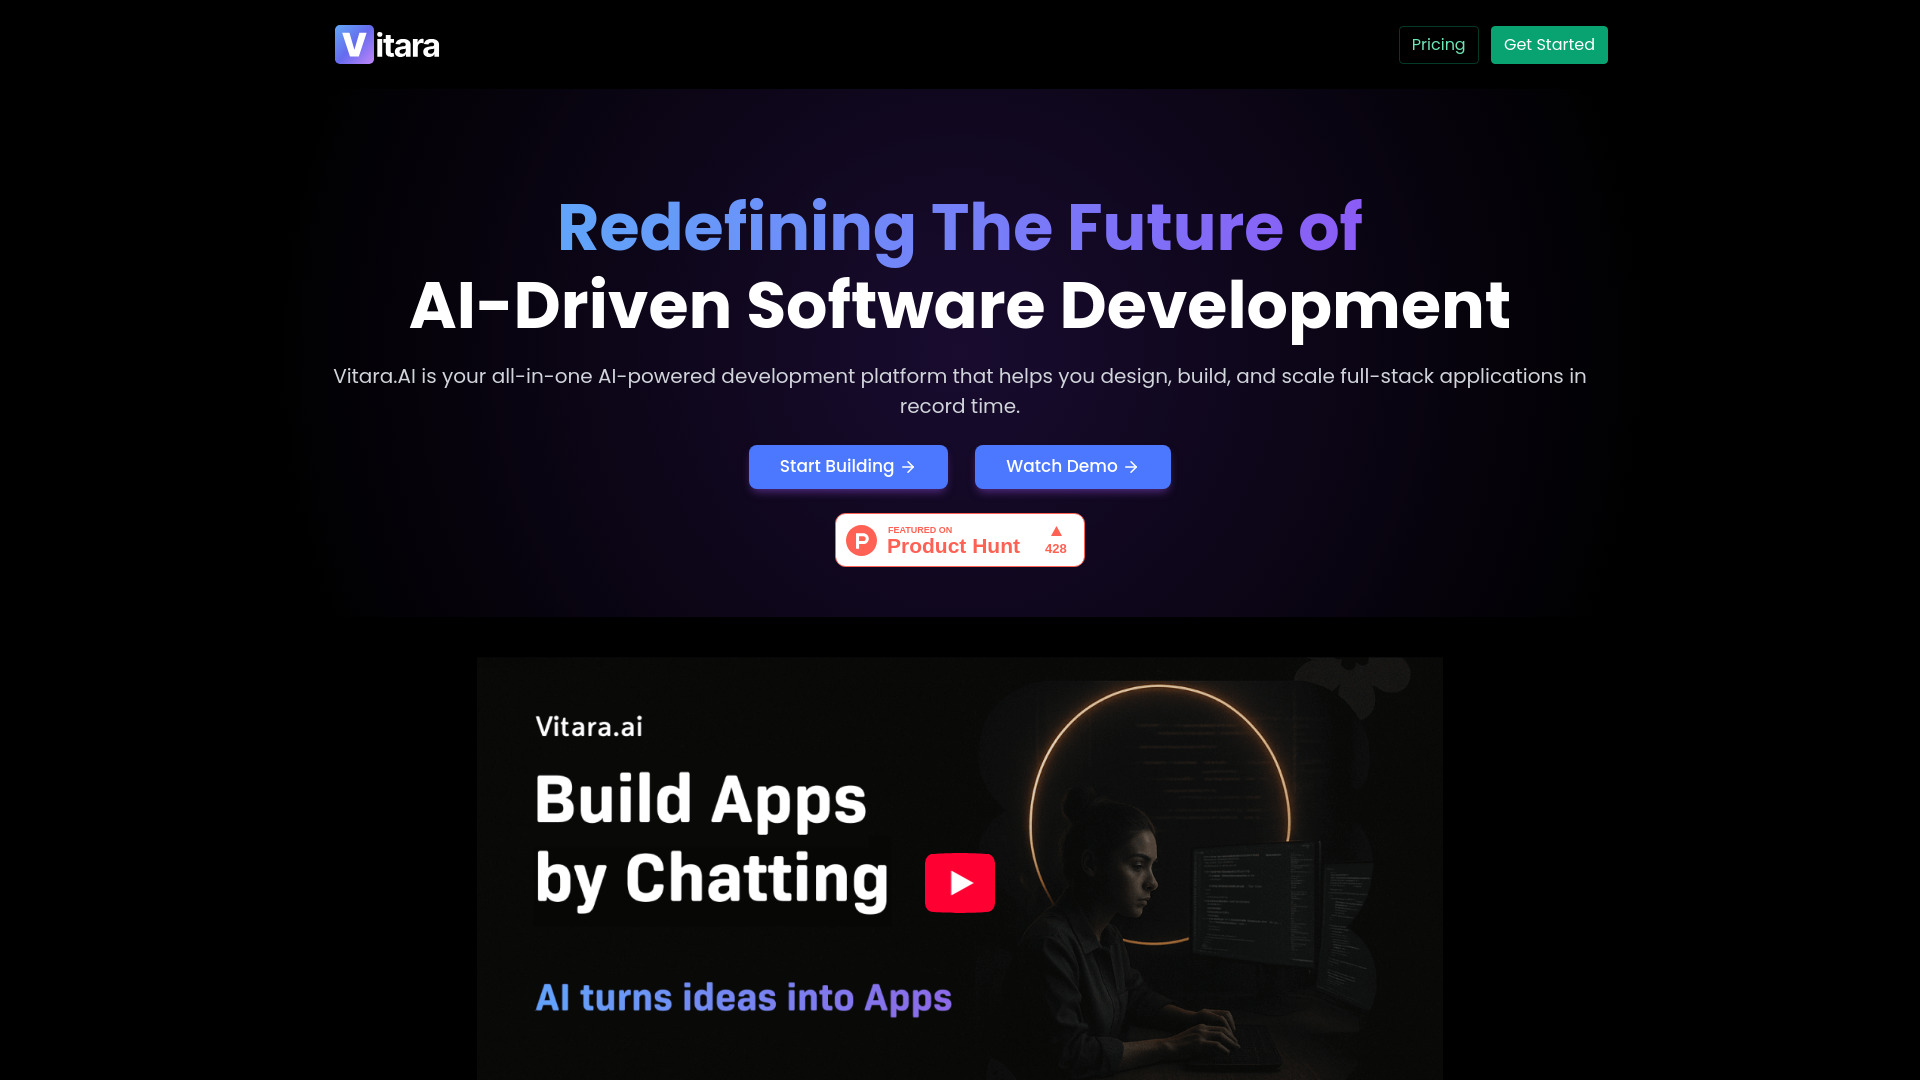 Vitara
Pricing
Get Started
Redefining The Future of
AI-Driven Software Development
Vitara.AI is your all-in-one AI-powered development platform that helps you design, build, and scale full-stack applications in
record time.
Start Building →
Watch Demo →
FEATURED ON
Product Hunt
▲
428
Vitara.ai
Build Apps
by Chatting
AI turns ideas into Apps